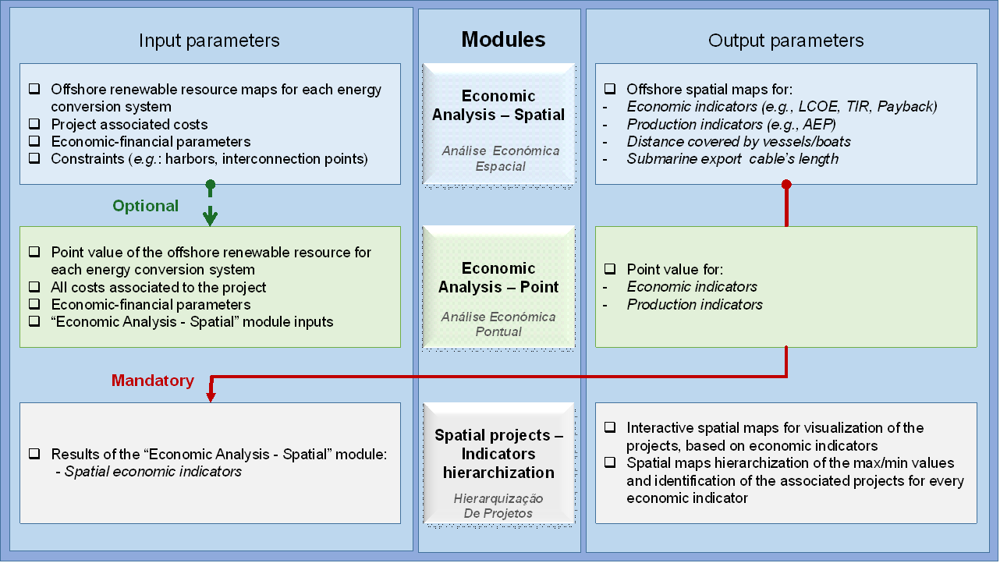 Input parameters
Modules
Output parameters
❑ Offshore renewable resource maps for each energy
conversion system
❑ Project associated costs
❑ Economic-financial parameters
❑ Constraints (e.g.: harbors, interconnection points)
Economic
Analysis – Spatial
Análise Económica
Espacial
❑ Offshore spatial maps for:
- Economic indicators (e.g., LCOE, TIR, Payback)
- Production indicators (e.g., AEP)
- Distance covered by vessels/boats
- Submarine export cable's length
Optional
❑ Point value of the offshore renewable resource for
each energy conversion system
❑ All costs associated to the project
❑ Economic-financial parameters
❑ “Economic Analysis - Spatial” module inputs
Economic
Analysis – Point
Análise Económica
Pontual
❑ Point value for:
- Economic indicators
- Production indicators
Mandatory
❑ Results of the “Economic Analysis - Spatial” module:
- Spatial economic indicators
Spatial projects –
Indicators
hierarchization
Hierarquização
De Projetos
❑ Interactive spatial maps for visualization of the
projects, based on economic indicators
❑ Spatial maps hierarchization of the max/min values
and identification of the associated projects for every
economic indicator